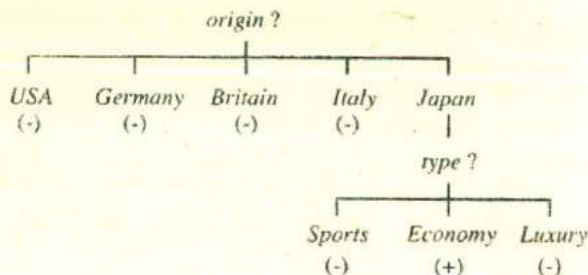 origin ?
USA Germany Britain Italy Japan
(-) (-) (-) (-)
type ?
Sports Economy Luxury
(-) (+) (-)